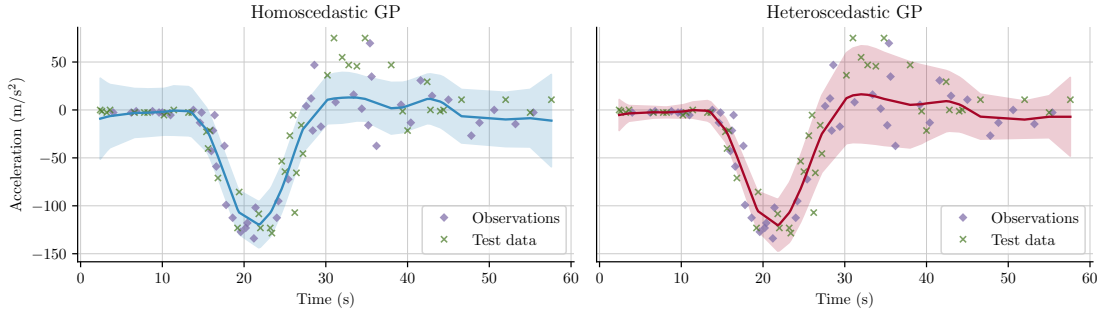 Homoscedastic GP
Heteroscedastic GP
Acceleration (m/s²)
50
0
−50
−100
−150
Observations
Test data
Observations
Test data
0 10 20 30 40 50 60
0 10 20 30 40 50 60
Time (s)
Time (s)